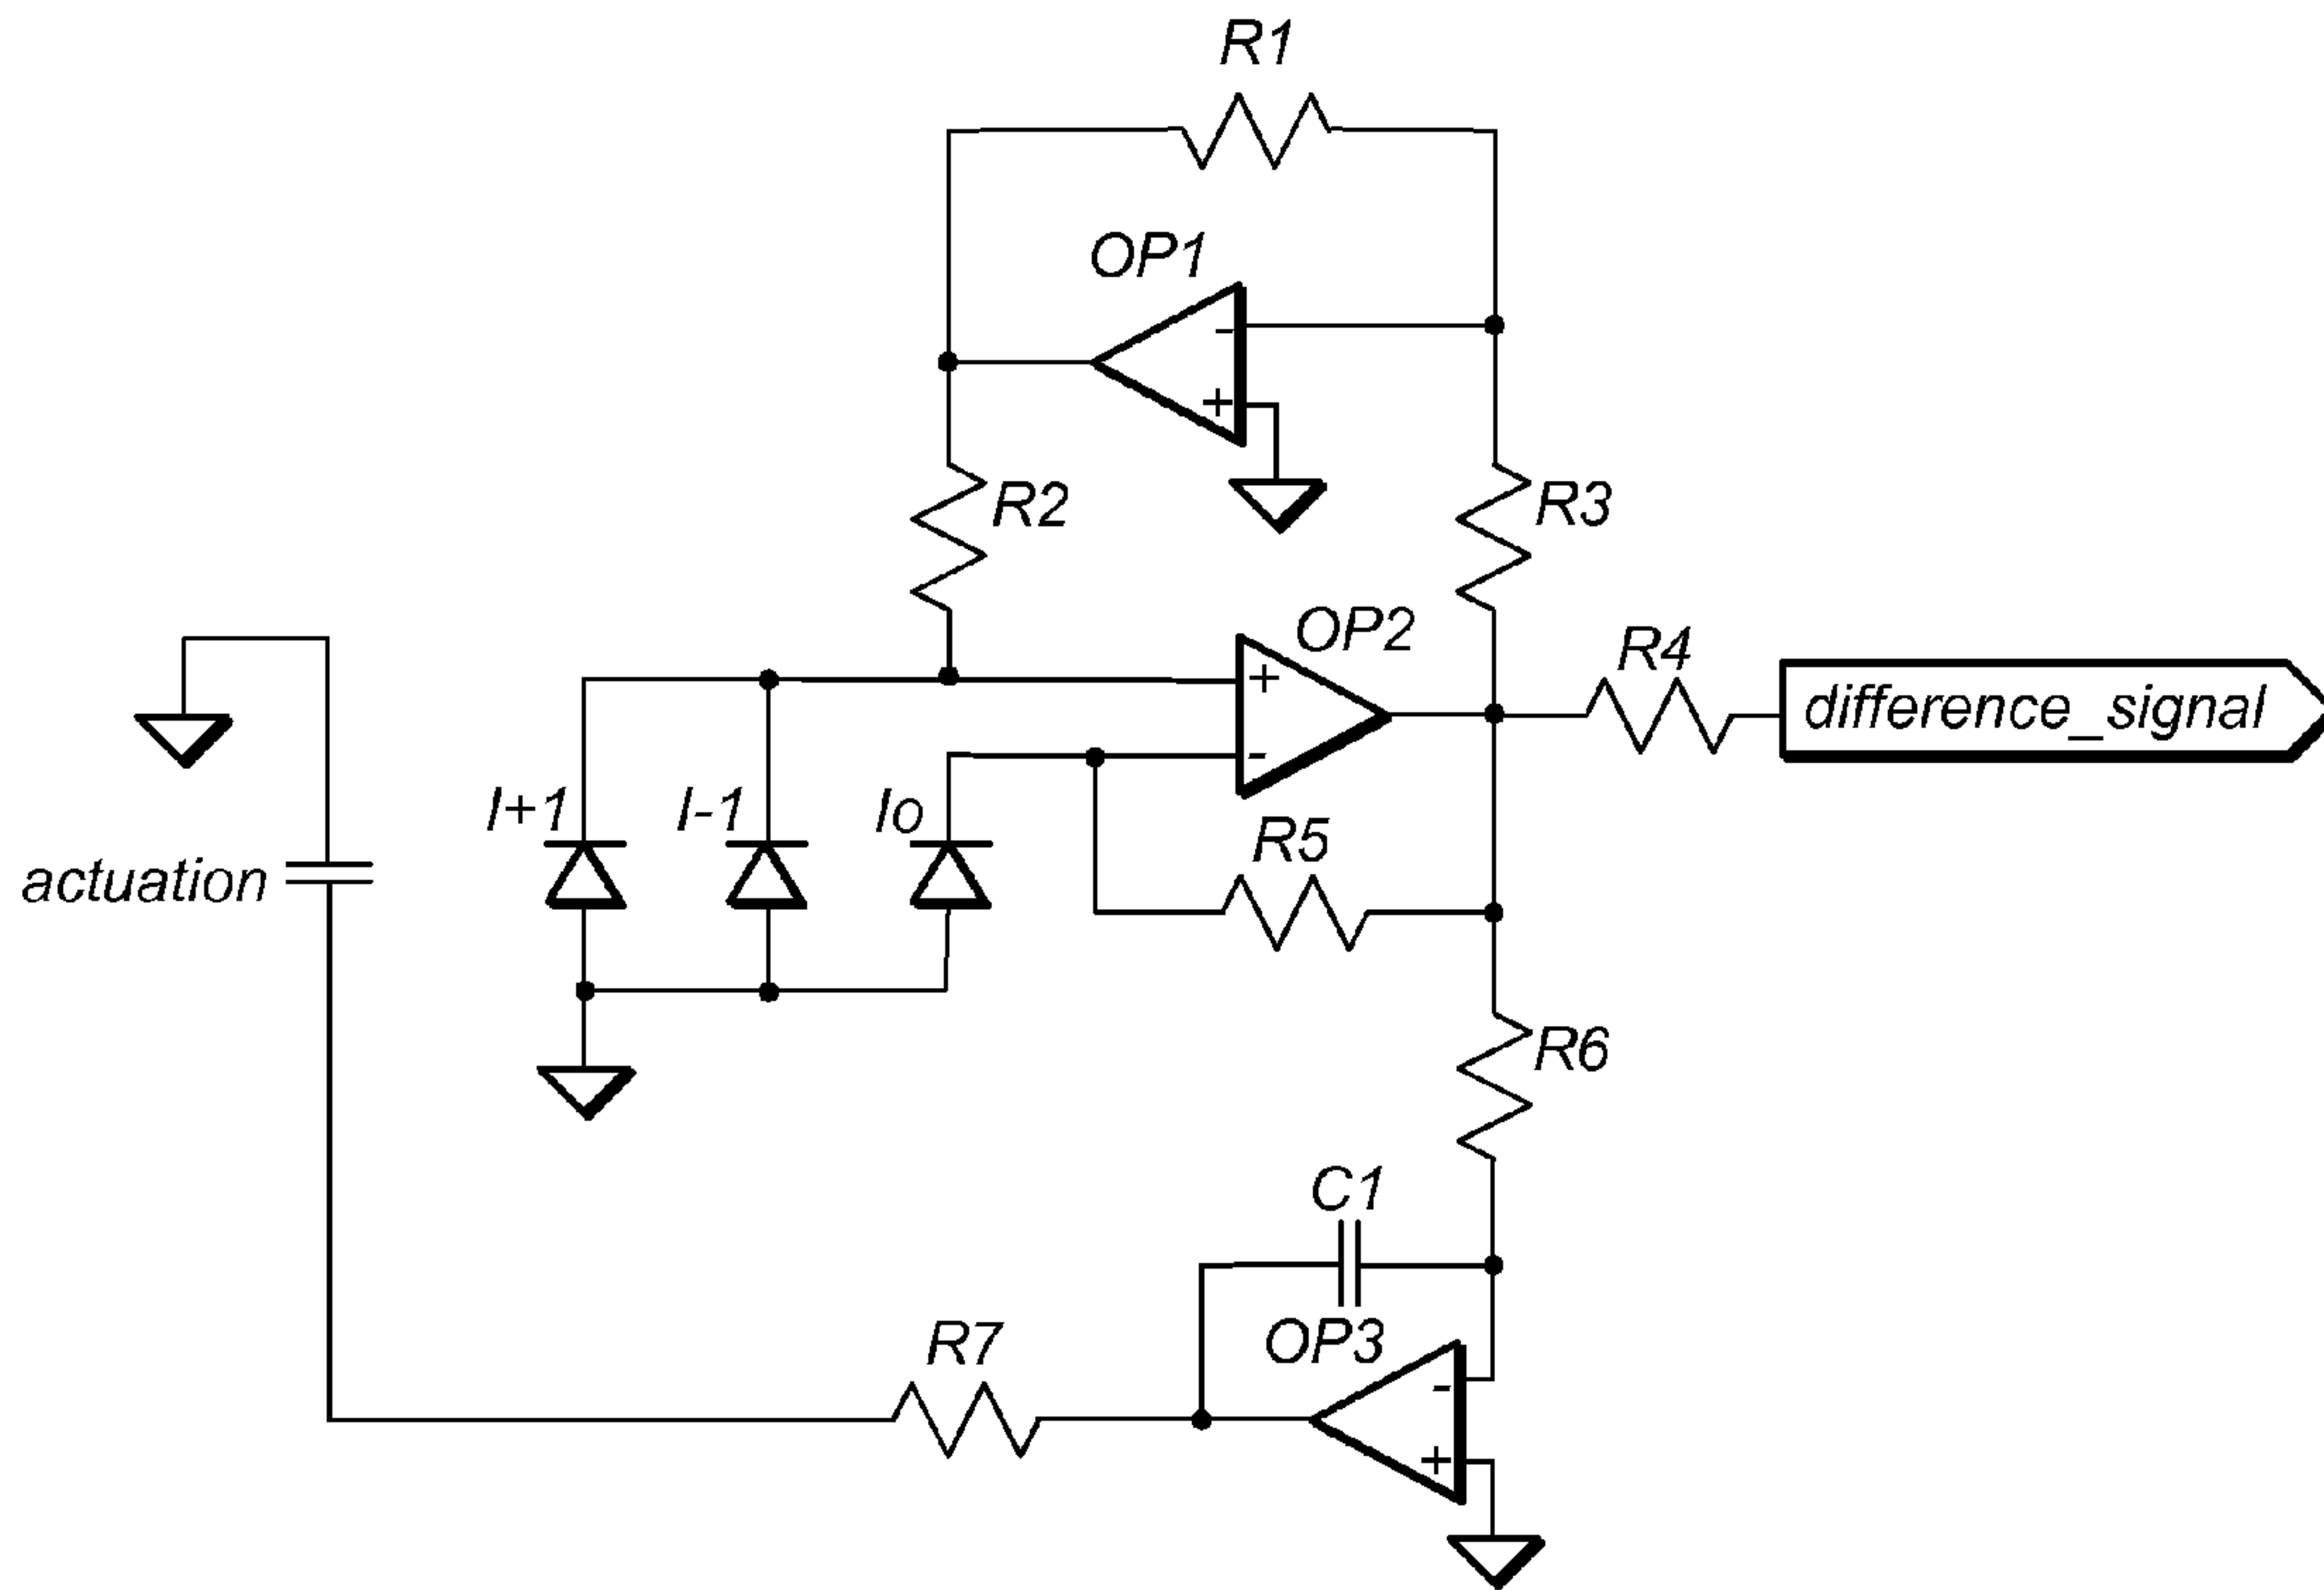 R1
OP1
-
+
R2
R3
OP2
R4
+
difference_signal
-
I+1
I-1
Io
R5
actuation
R6
C1
OP3
R7
-
+